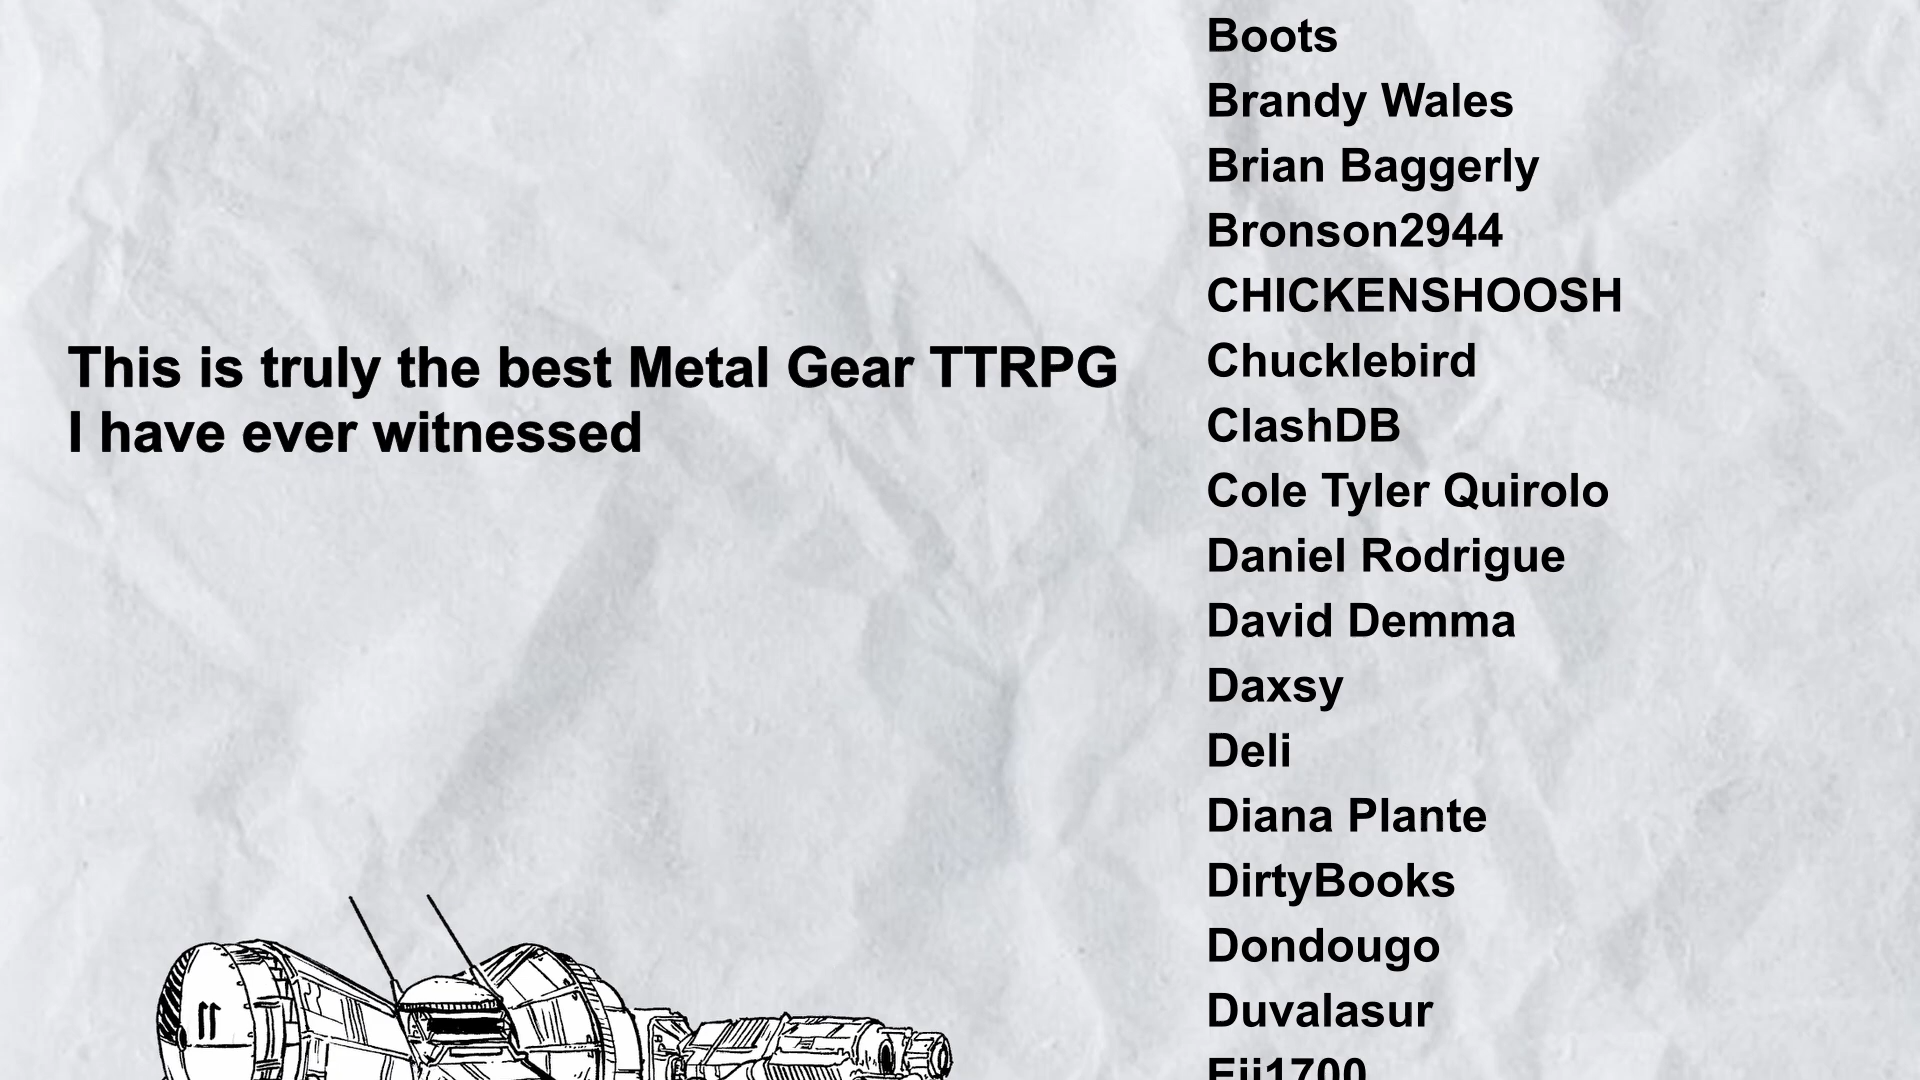 This is truly the best Metal Gear TTRPG
I have ever witnessed
Boots
Brandy Wales
Brian Baggerly
Bronson2944
CHICKENSHOOSH
Chucklebird
ClashDB
Cole Tyler Quirolo
Daniel Rodrigue
David Demma
Daxsy
Deli
Diana Plante
DirtyBooks
Dondougo
Duvalasur
11